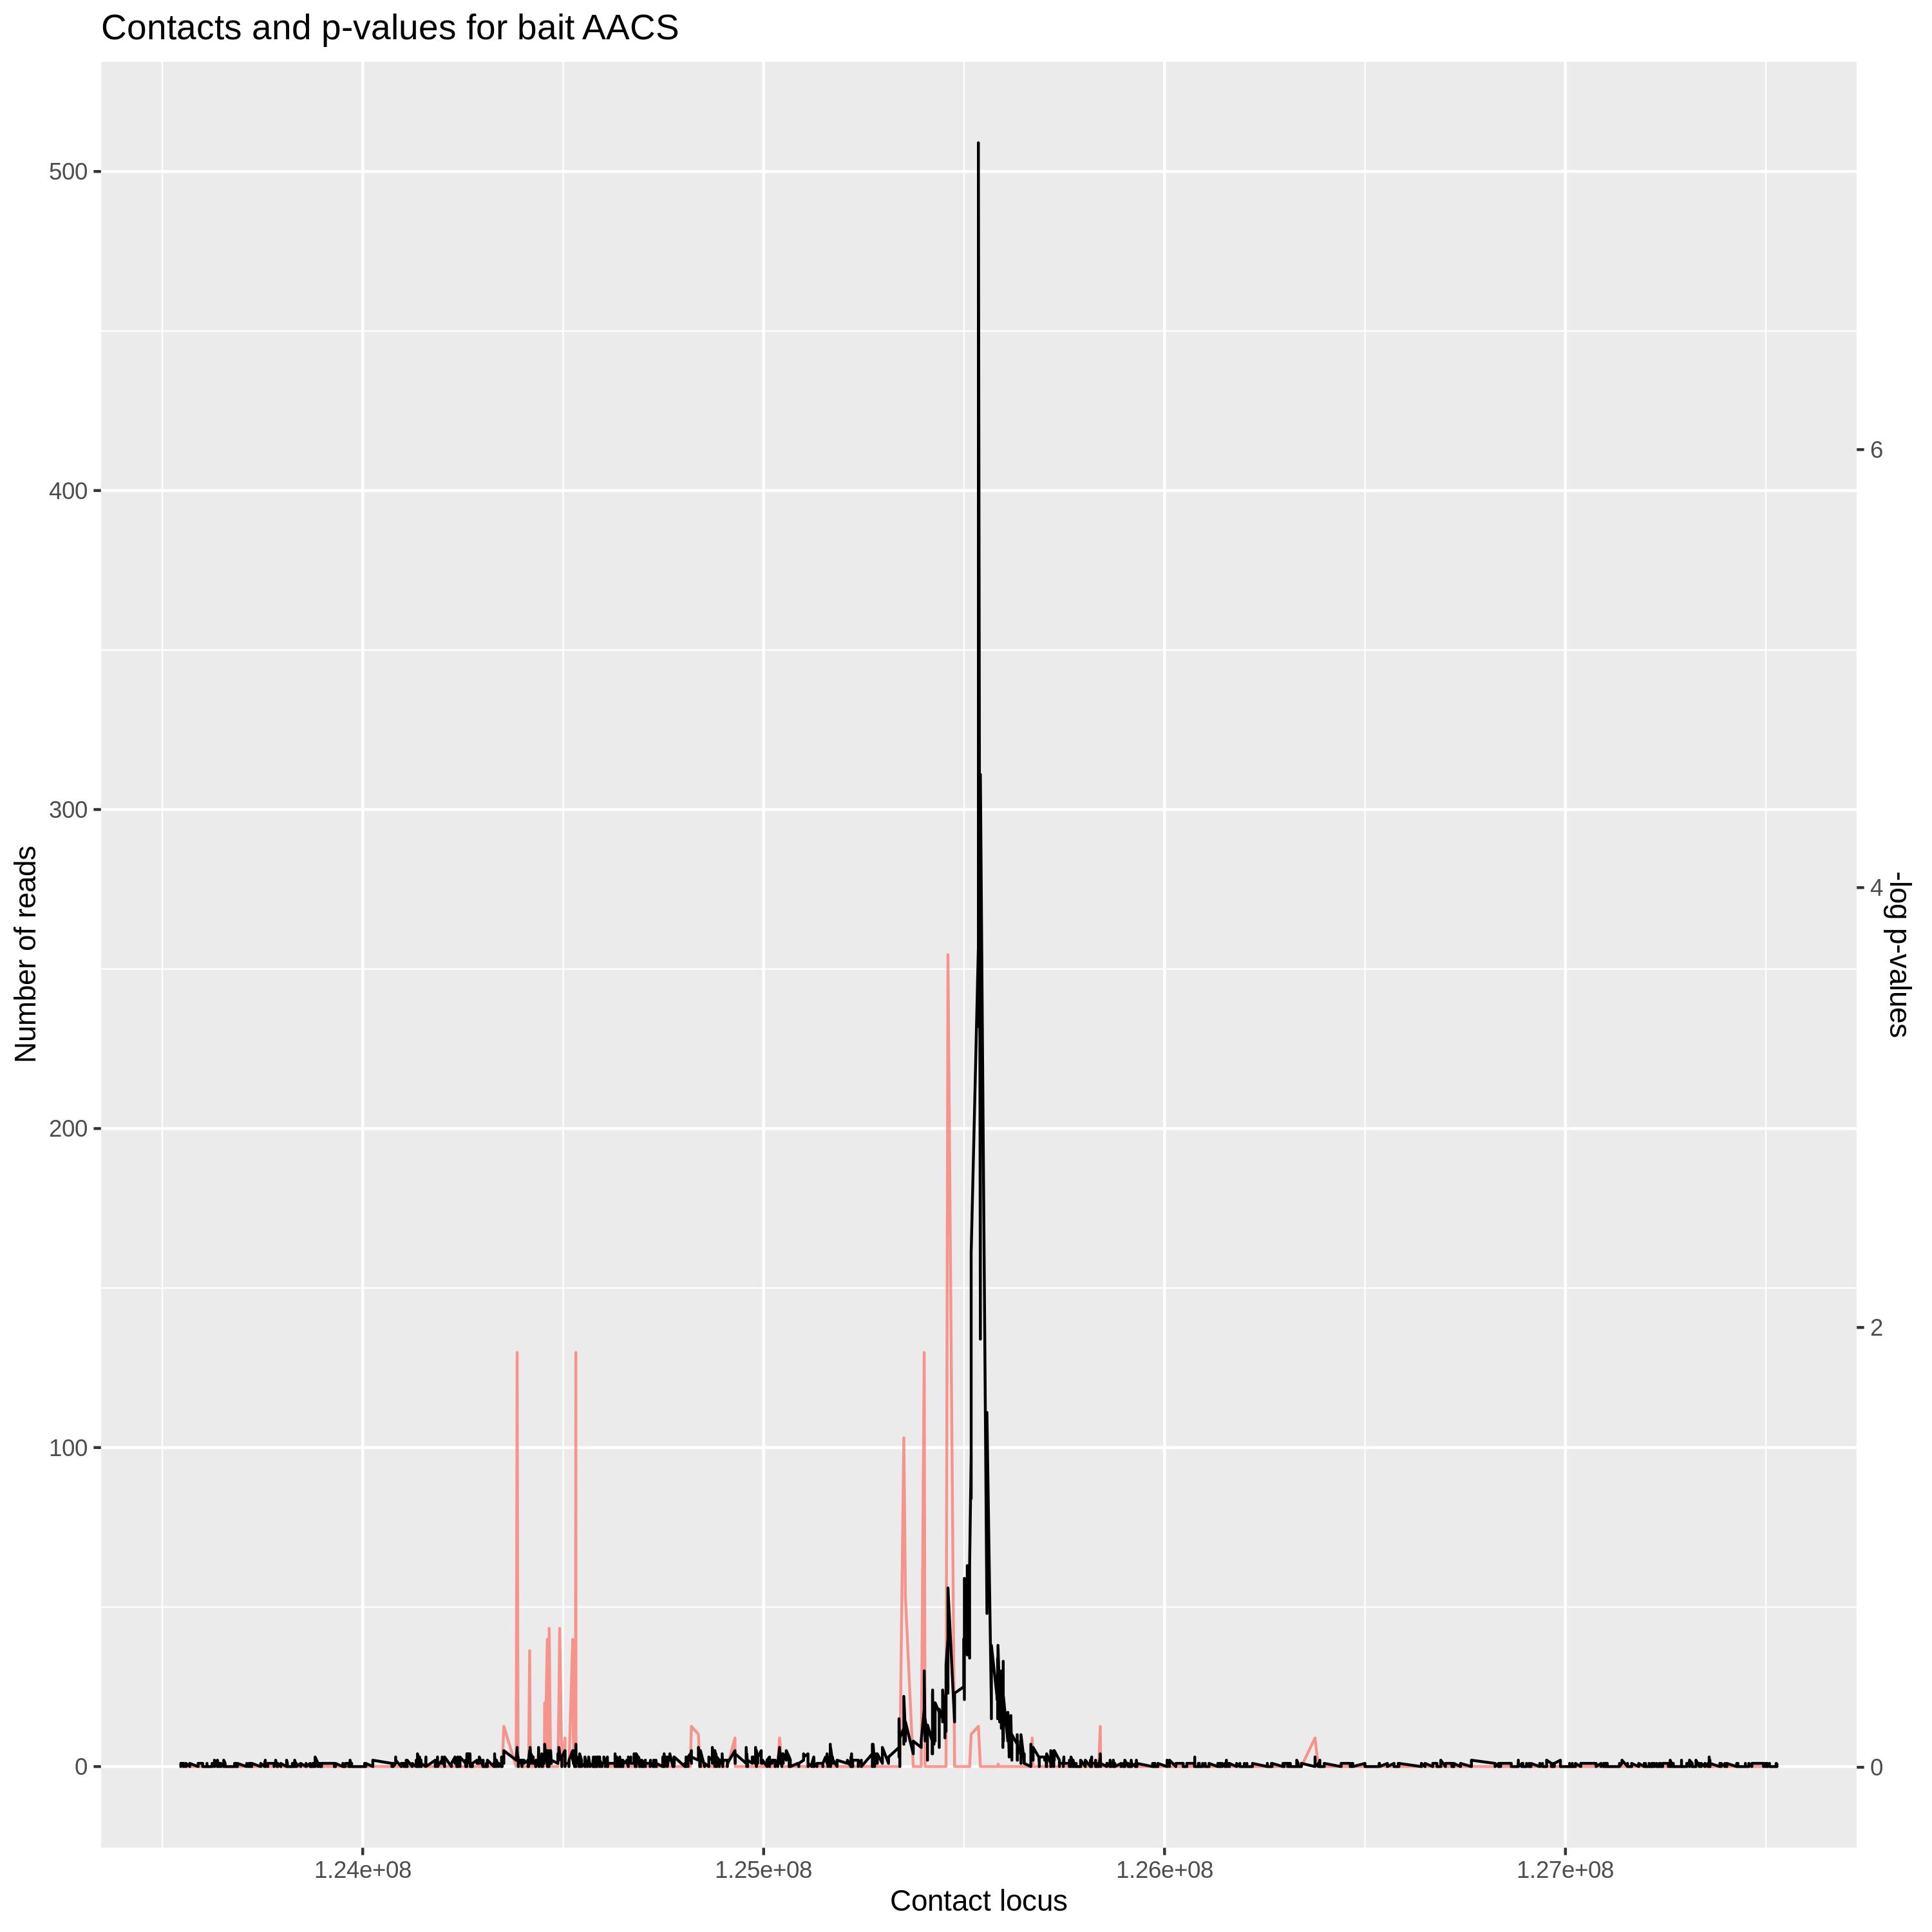 Contacts and p-values for bait AACS
500
400
300
200
100
0
Number of reads
6
4
2
0
-log p-values
1.24e+08
1.25e+08
1.26e+08
1.27e+08
Contact locus